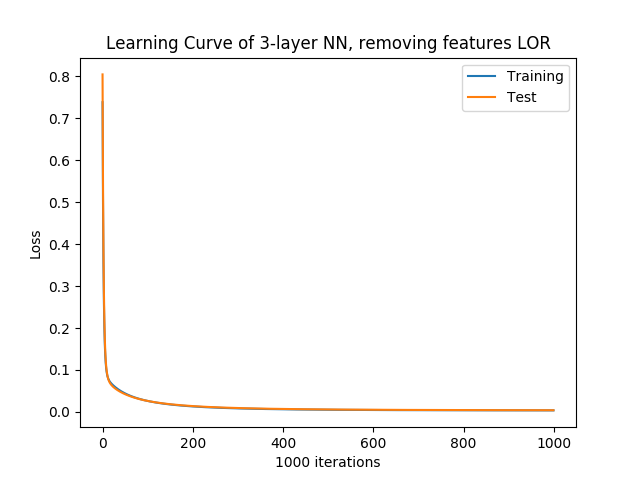 Learning Curve of 3-layer NN, removing features LOR
Training
Test
0.8
0.7
0.6
0.5
0.4
0.3
0.2
0.1
0.0
Loss
0 200 400 600 800 1000
1000 iterations